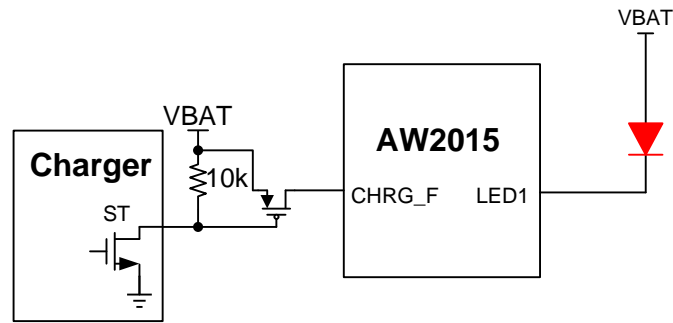 VBAT
VBAT
AW2015
Charger
10k
CHRG_F LED1
ST